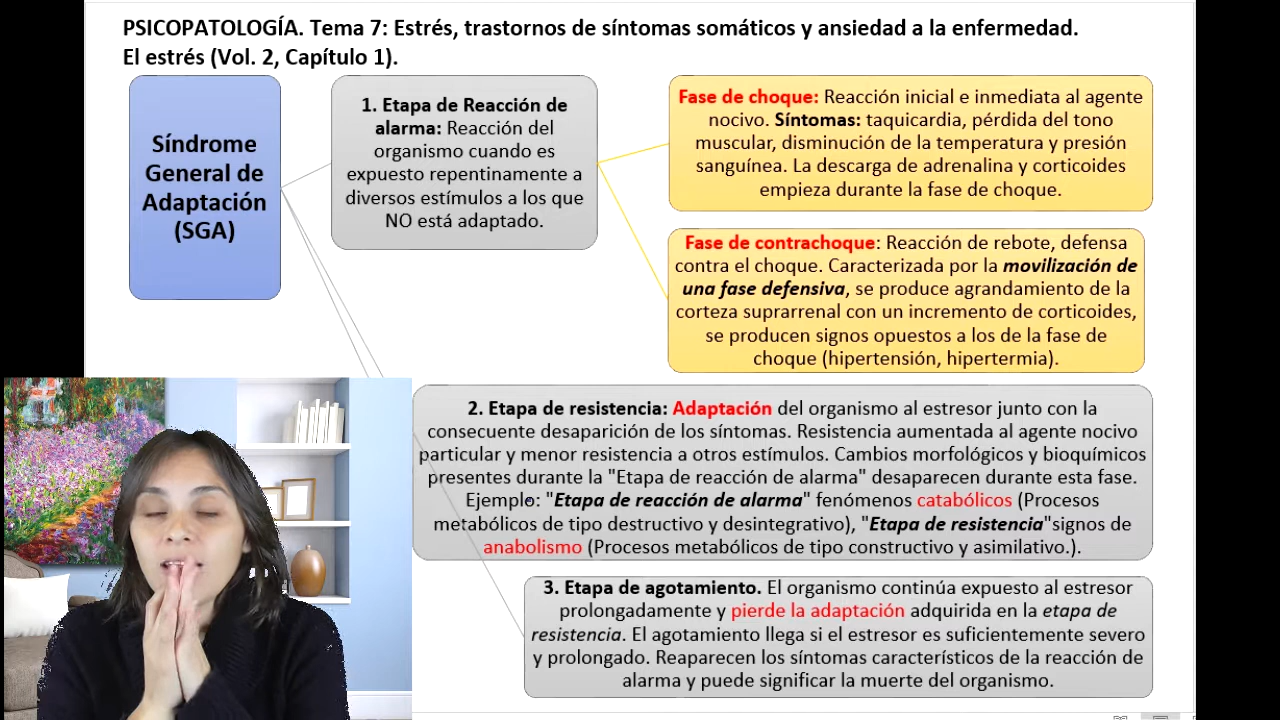 PSICOPATOLOGÍA. Tema 7: Estrés, trastornos de síntomas somáticos y ansiedad a la enfermedad.
El estrés (Vol. 2, Capítulo 1).
Síndrome
General de
Adaptación
(SGA)
1. Etapa de Reacción de
alarma: Reacción del
organismo cuando es
expuesto repentinamente a
diversos estímulos a los que
NO está adaptado.
Fase de choque: Reacción inicial e inmediata al agente
nocivo. Síntomas: taquicardia, pérdida del tono
muscular, disminución de la temperatura y presión
sanguínea. La descarga de adrenalina y corticoides
empieza durante la fase de choque.
Fase de contrachoque: Reacción de rebote, defensa
contra el choque. Caracterizada por la movilización de
una fase defensiva, se produce agrandamiento de la
corteza suprarrenal con un incremento de corticoides,
se producen signos opuestos a los de la fase de
choque (hipertensión, hipertermia).
2. Etapa de resistencia: Adaptación del organismo al estresor junto con la
consecuente desaparición de los síntomas. Resistencia aumentada al agente nocivo
particular y menor resistencia a otros estímulos. Cambios morfológicos y bioquímicos
presentes durante la "Etapa de reacción de alarma" desaparecen durante esta fase.
Ejemplo: "Etapa de reacción de alarma" fenómenos catabólicos (Procesos
metabólicos de tipo destructivo y desintegrativo), "Etapa de resistencia"signos de
anabolismo (Procesos metabólicos de tipo constructivo y asimilativo.).
3. Etapa de agotamiento. El organismo continúa expuesto al estresor
prolongadamente y pierde la adaptación adquirida en la etapa de
resistencia. El agotamiento llega si el estresor es suficientemente severo
y prolongado. Reaparecen los síntomas característicos de la reacción de
alarma y puede significar la muerte del organismo.